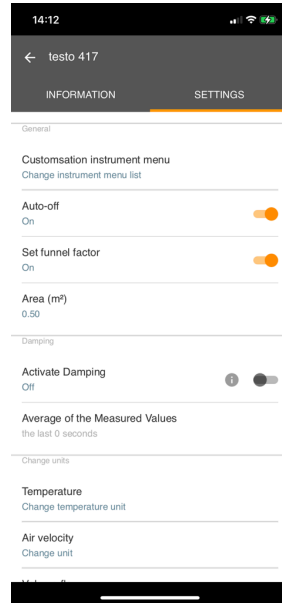 14:12
testo 417
INFORMATION SETTINGS
General
Customsation instrument menu
Change instrument menu list
Auto-off
On
Set funnel factor
On
Area (m²)
0.50
Damping
Activate Damping
Off
Average of the Measured Values
the last 0 seconds
Change units
Temperature
Change temperature unit
Air velocity
Change unit